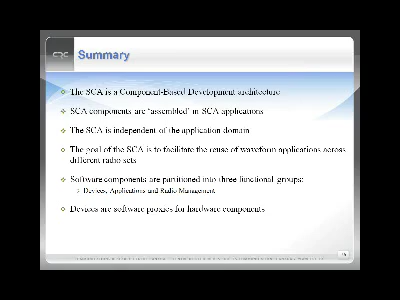 CRC
Summary
The SCA is a Component-Based Development architecture
SCA components are 'assembled' in SCA applications
The SCA is independent of the application domain
The goal of the SCA is to facilitate the reuse of waveform applications across
different radio sets
Software components are partitioned into three functional groups:
Devices, Applications and Radio Management
Devices are software proxies for hardware components